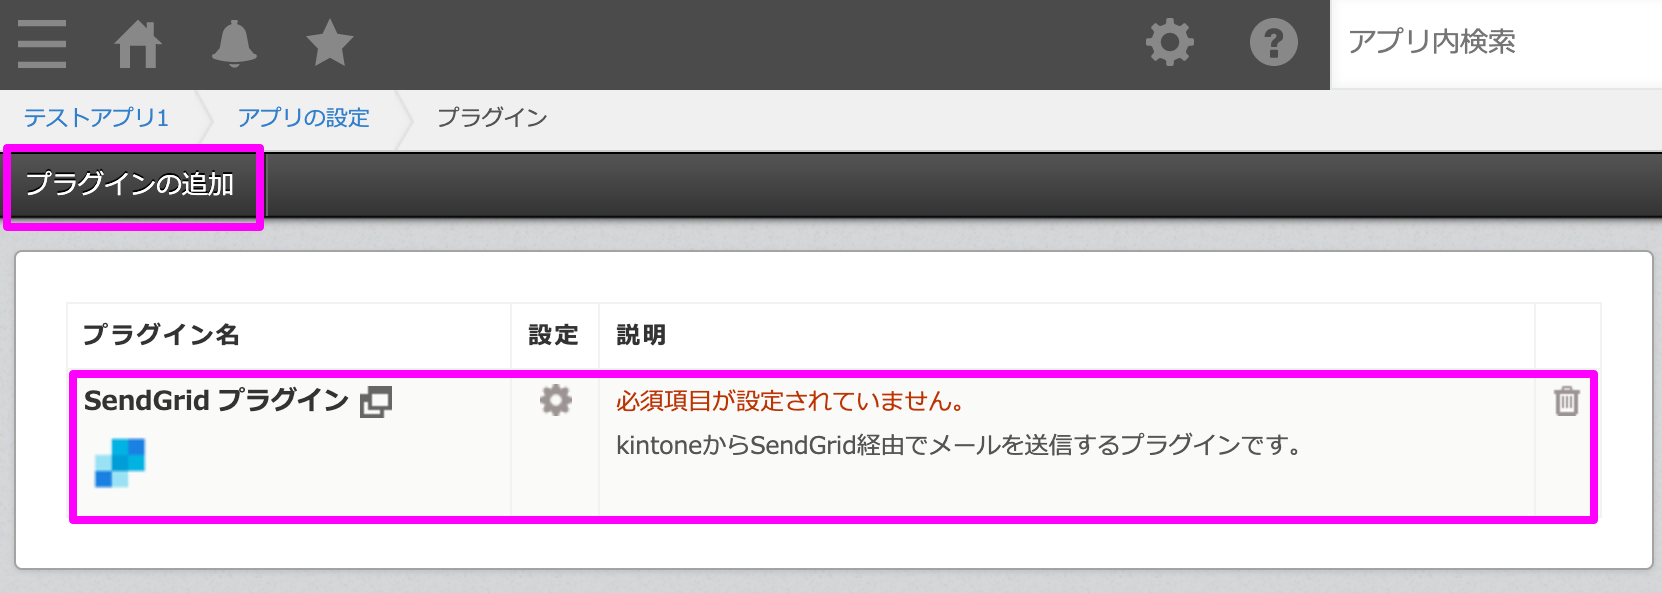 アプリ内検索
テストアプリ1 アプリの設定 プラグイン
プラグインの追加
プラグイン名 設定 説明
SendGrid プラグイン 必須項目が設定されていません。
kintoneからSendGrid経由でメールを送信するプラグインです。